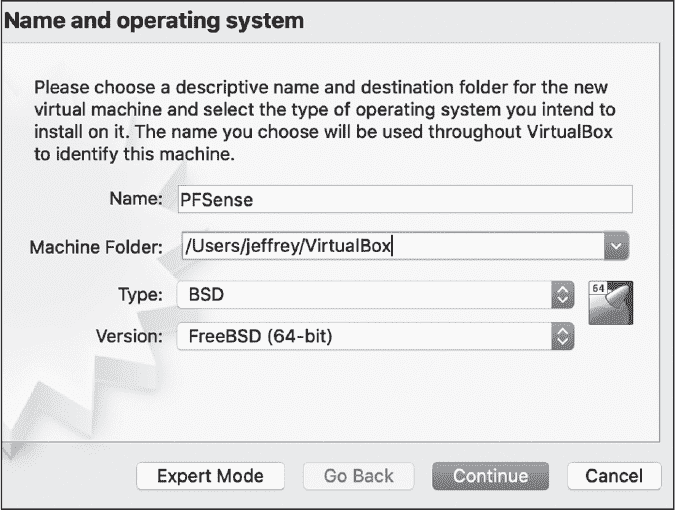 Name and operating system
Please choose a descriptive name and destination folder for the new
virtual machine and select the type of operating system you intend to
install on it. The name you choose will be used throughout VirtualBox
to identify this machine.
Name: PFSense
Machine Folder: /Users/jeffrey/VirtualBox
Type: BSD
64
Version: FreeBSD (64-bit)
Expert Mode Go Back Continue Cancel